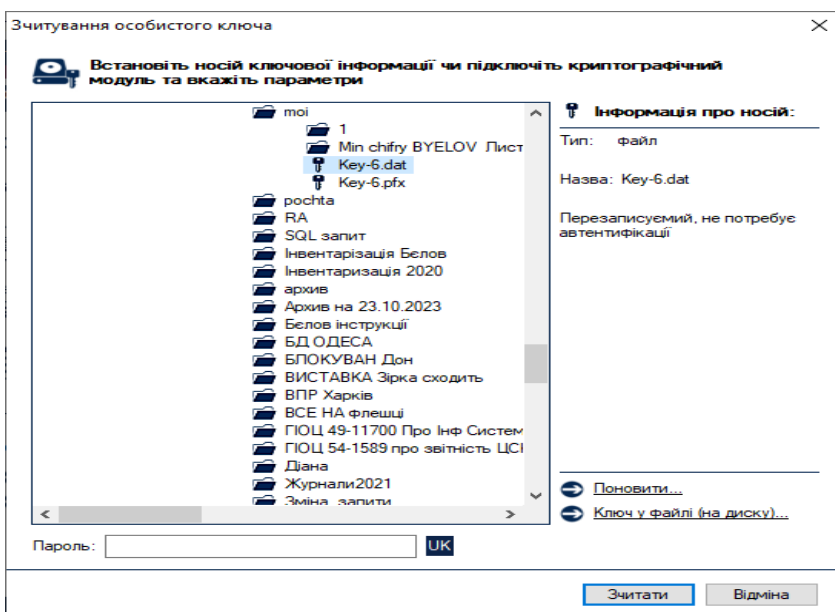 Зчитування особистого ключа
Встановіть носій ключової інформації чи підключіть криптографічний
модуль та вкажіть параметри
moi
1
Min chifry BYELOV Лист
Key-6.dat
Key-6.pfx
pochta
RA
SQL запит
Інвентарізація Бєлов
Інвентаризація 2020
архив
Архив на 23.10.2023
Бєлов інструкції
БД ОДЕСА
БЛОКУВАН Дон
ВИСТАВКА Зірка сходить
ВПР Харків
ВСЕ НА флешці
ГІОЦ 49-11700 Про Інф Систем
ГІОЦ 54-1589 про звітність ЦСК
Діана
Журнали2021
Зміна запити
Інформація про носій:
Тип: Файл
Назва: Key-6.dat
Перезаписуємий, не потребує
автентифікації
Поновити...
Ключ у файлі (на диску)...
Пароль:
UK
Зчитати
Відміна